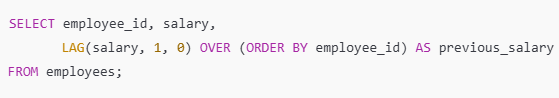 SELECT employee_id, salary,
       LAG(salary, 1, 0) OVER (ORDER BY employee_id) AS previous_salary
FROM employees;